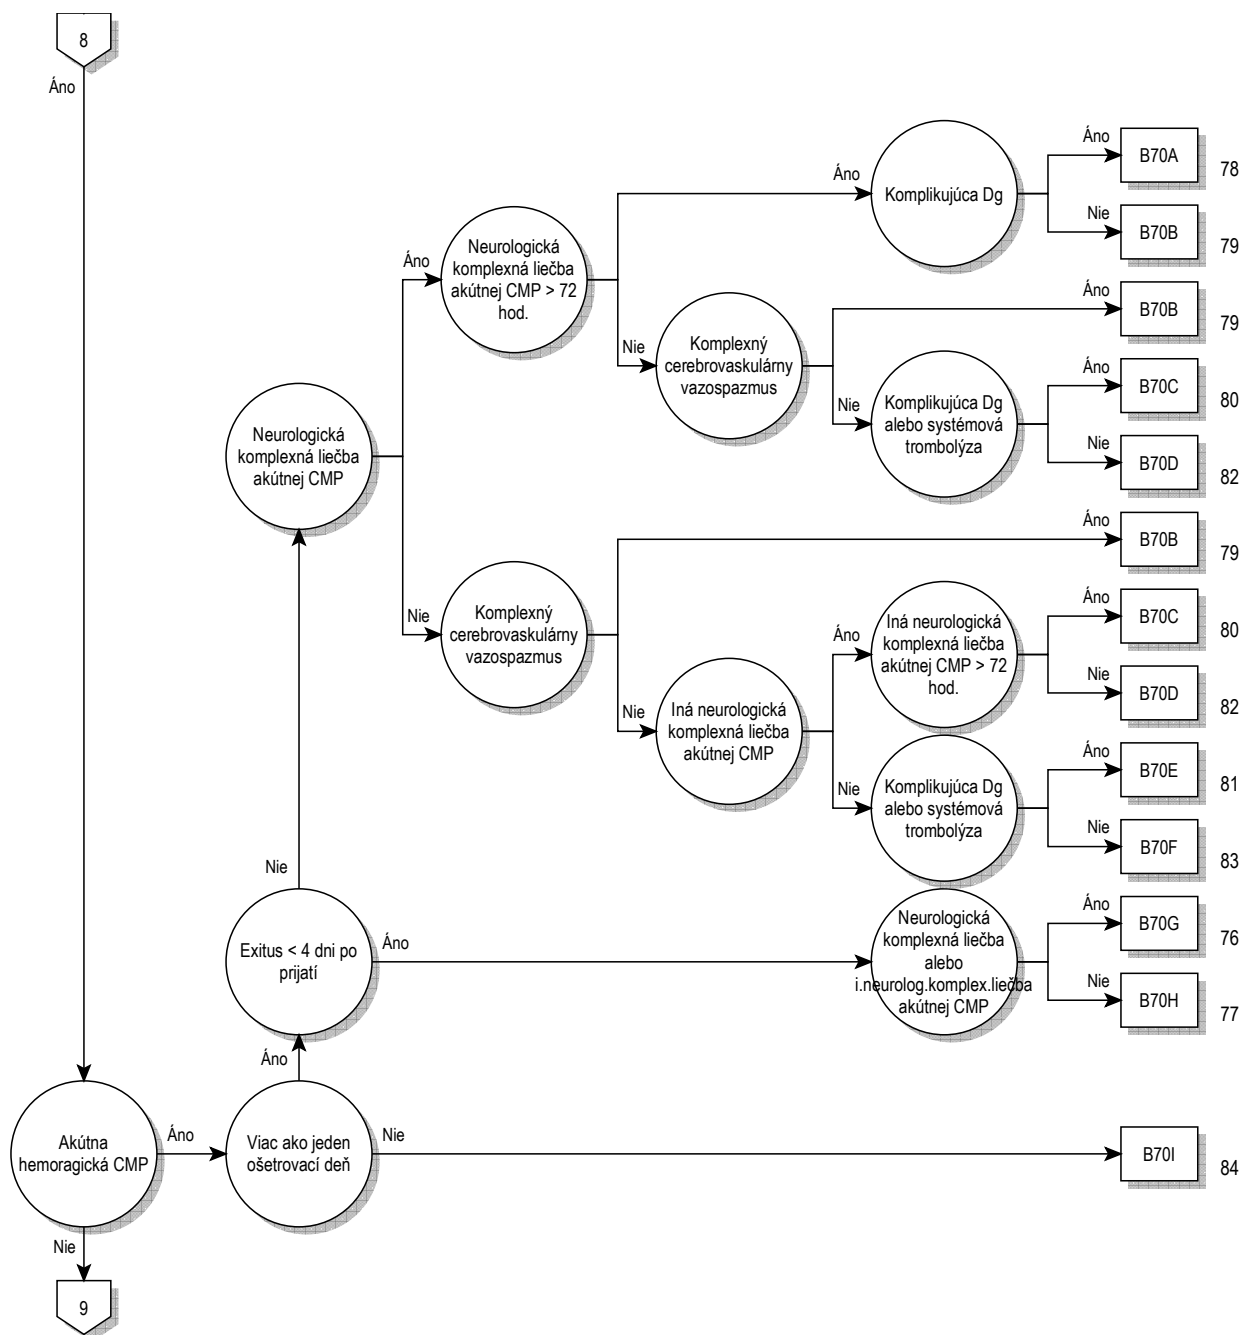 8
Áno
Áno
Komplikujúca Dg
Áno
B70A
78
Nie
B70B
79
Áno
Neurologická
komplexná liečba
akútnej CMP > 72
hod.
Nie
Komplexný
cerebrovaskulárny
vazospazmus
Áno
B70B
79
Nie
Komplikujúca Dg
alebo systémová
trombolýza
Áno
B70C
80
Nie
B70D
82
Neurologická
komplexná liečba
akútnej CMP
Nie
Komplexný
cerebrovaskulárny
vazospazmus
Áno
B70B
79
Nie
Iná neurologická
komplexná liečba
akútnej CMP
Áno
Iná neurologická
komplexná liečba
akútnej CMP > 72
hod.
Áno
B70C
80
Nie
B70D
82
Nie
Komplikujúca Dg
alebo systémová
trombolýza
Áno
B70E
81
Nie
B70F
83
Nie
Exitus < 4 dni po
prijatí
Áno
Neurologická
komplexná liečba
alebo
i.neurolog.komplex.liečba
akútnej CMP
Áno
B70G
76
Nie
B70H
77
Áno
Akútna
hemoragická CMP
Áno
Viac ako jeden
ošetrovací deň
Nie
B70I
84
Nie
9